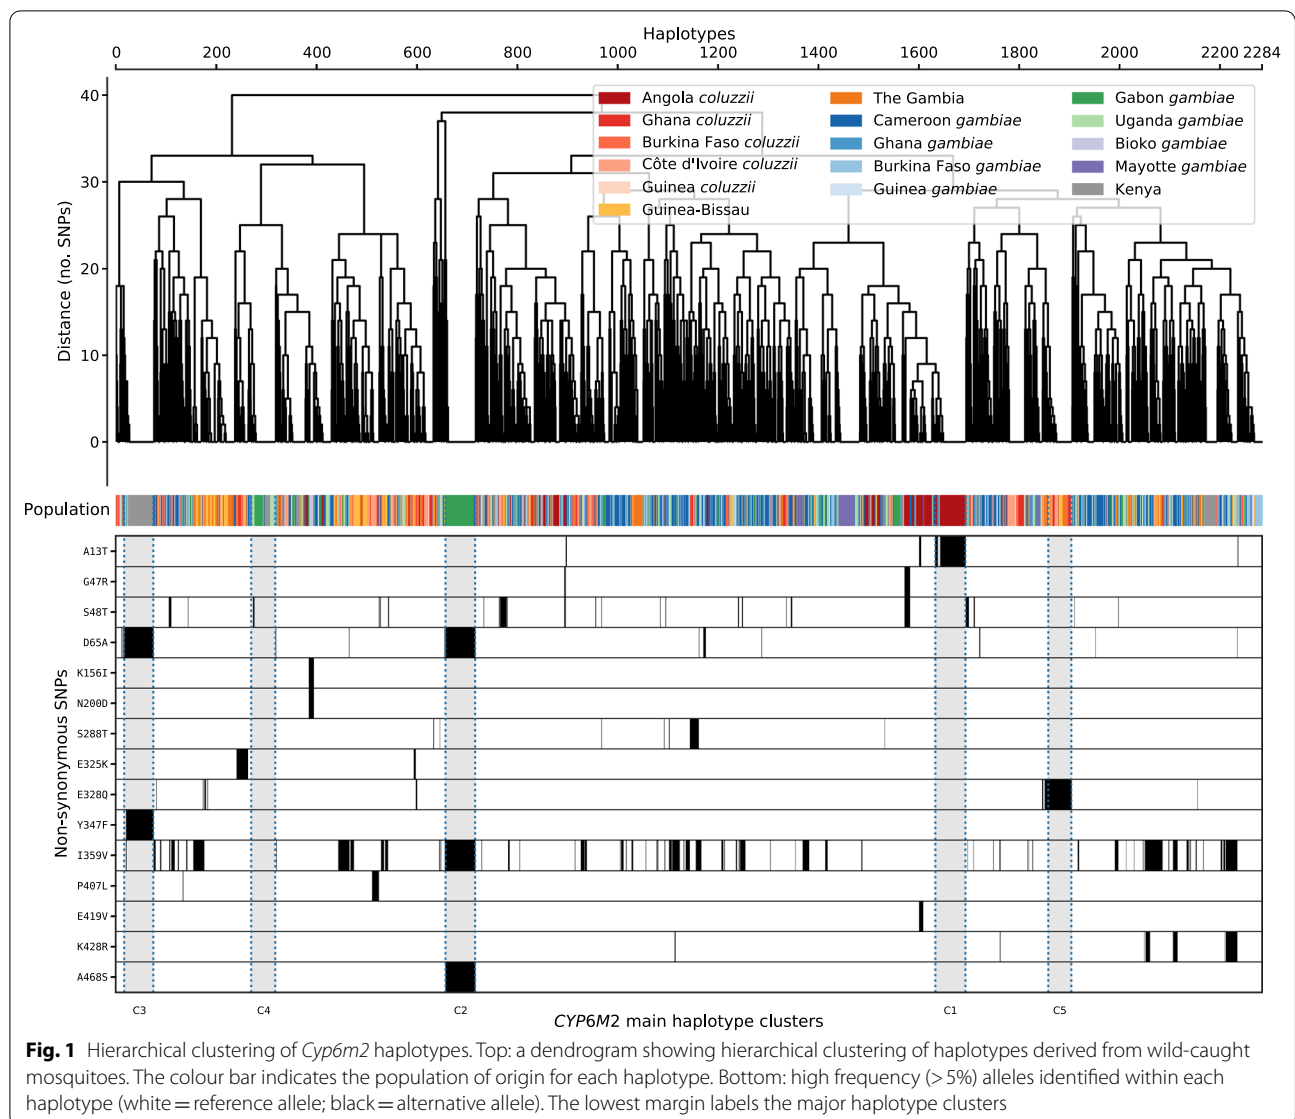 Haplotypes
0 200 400 600 800 1000 1200 1400 1600 1800 2000 2200 2284
Distance (no. SNPs)
40
30
20
10
0
Angola coluzzii
Ghana coluzzii
Burkina Faso coluzzii
Côte d'Ivoire coluzzii
Guinea coluzzii
Guinea-Bissau
The Gambia
Cameroon gambiae
Ghana gambiae
Burkina Faso gambiae
Guinea gambiae
Gabon gambiae
Uganda gambiae
Bioko gambiae
Mayotte gambiae
Kenya
Population
Non-synonymous SNPs
A13T
G47R
S48T
D65A
K156I
N200D
S288T
E325K
E328Q
Y347F
I359V
P407L
E419V
K428R
A468S
C3 C4 C2 C1 C5
CYP6M2 main haplotype clusters
Fig. 1 Hierarchical clustering of Cyp6m2 haplotypes. Top: a dendrogram showing hierarchical clustering of haplotypes derived from wild-caught
mosquitoes. The colour bar indicates the population of origin for each haplotype. Bottom: high frequency (>5%) alleles identified within each
haplotype (white = reference allele; black = alternative allele). The lowest margin labels the major haplotype clusters